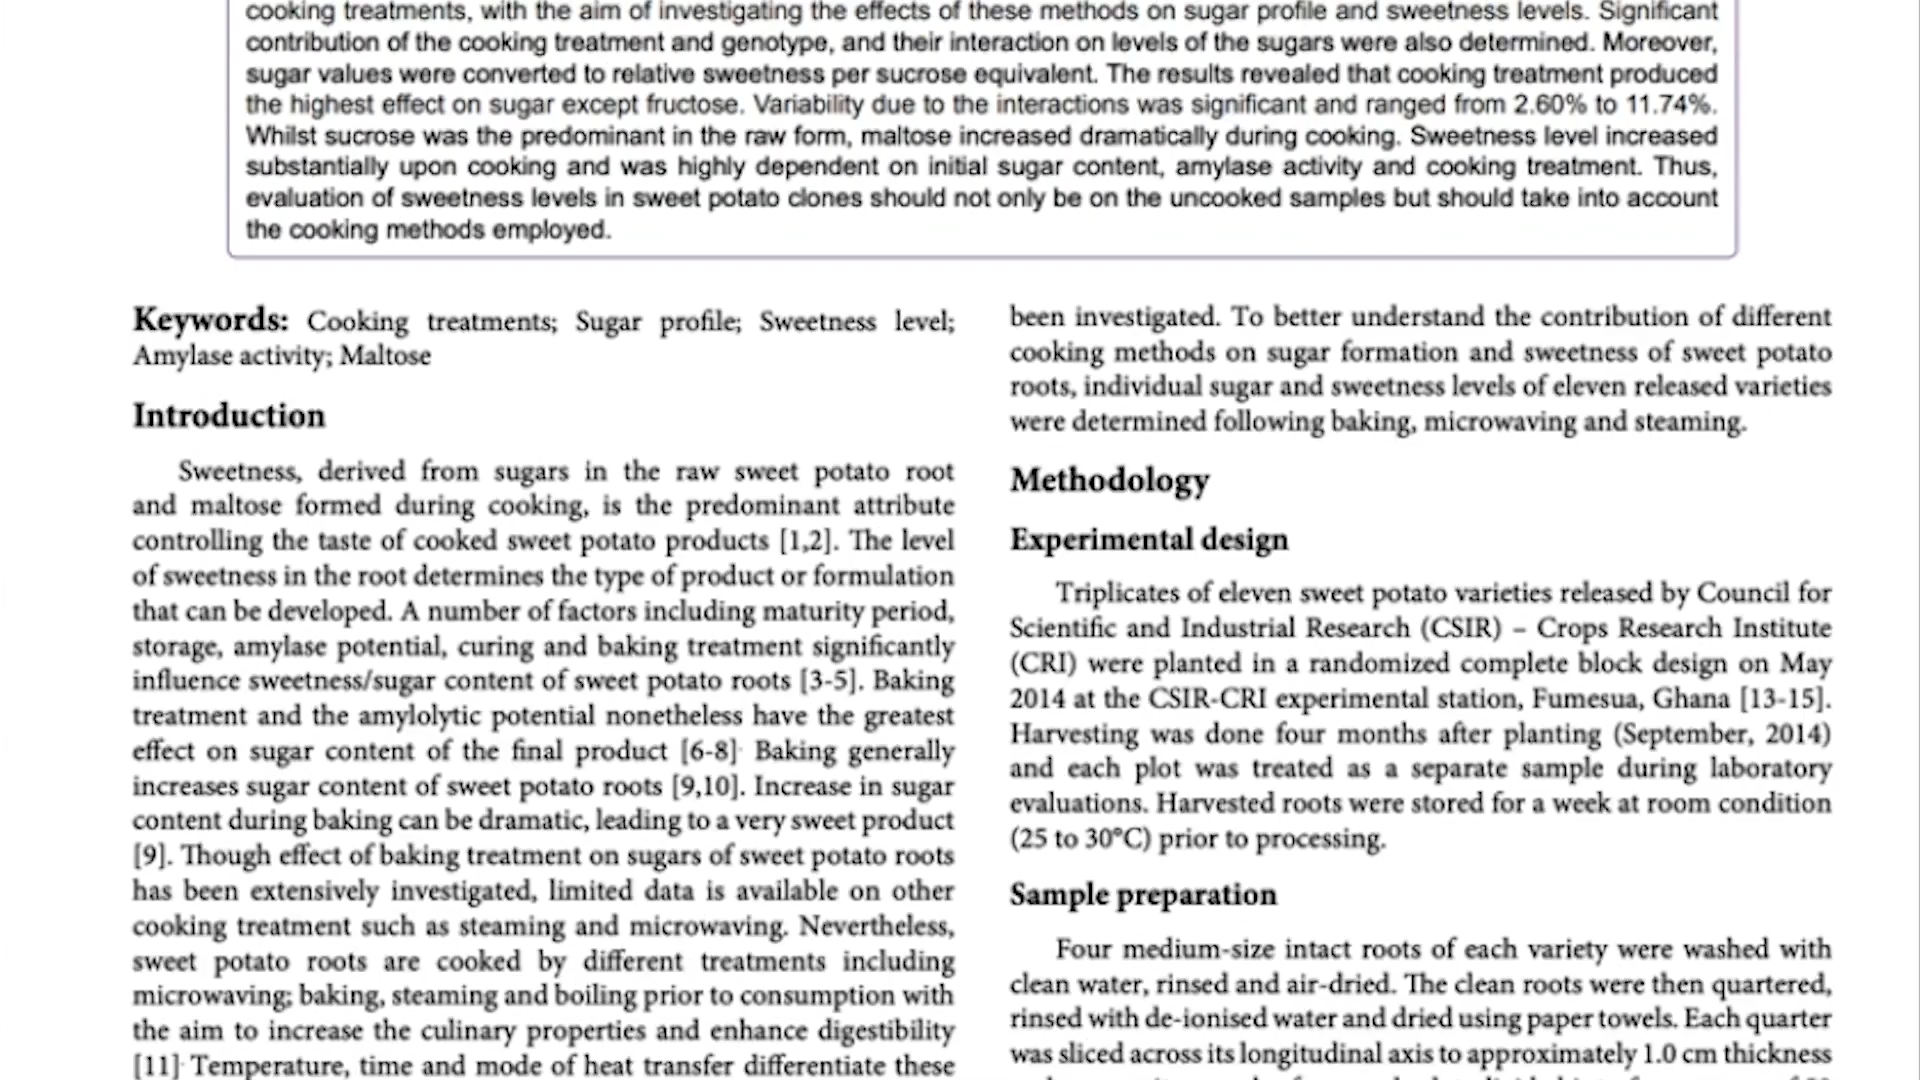 cooking treatments, with the aim of investigating the effects of these methods on sugar profile and sweetness levels. Significant
contribution of the cooking treatment and genotype, and their interaction on levels of the sugars were also determined. Moreover,
sugar values were converted to relative sweetness per sucrose equivalent. The results revealed that cooking treatment produced
the highest effect on sugar except fructose. Variability due to the interactions was significant and ranged from 2.60% to 11.74%.
Whilst sucrose was the predominant in the raw form, maltose increased dramatically during cooking. Sweetness level increased
substantially upon cooking and was highly dependent on initial sugar content, amylase activity and cooking treatment. Thus,
evaluation of sweetness levels in sweet potato clones should not only be on the uncooked samples but should take into account
the cooking methods employed.
Keywords: Cooking treatments; Sugar profile; Sweetness level;
Amylase activity; Maltose
Introduction
Sweetness, derived from sugars in the raw sweet potato root
and maltose formed during cooking, is the predominant attribute
controlling the taste of cooked sweet potato products [1,2]. The level
of sweetness in the root determines the type of product or formulation
that can be developed. A number of factors including maturity period,
storage, amylase potential, curing and baking treatment significantly
influence sweetness/sugar content of sweet potato roots [3-5]. Baking
treatment and the amylolytic potential nonetheless have the greatest
effect on sugar content of the final product [6-8]. Baking generally
increases sugar content of sweet potato roots [9,10]. Increase in sugar
content during baking can be dramatic, leading to a very sweet product
[9]. Though effect of baking treatment on sugars of sweet potato roots
has been extensively investigated, limited data is available on other
cooking treatment such as steaming and microwaving. Nevertheless,
sweet potato roots are cooked by different treatments including
microwaving; baking, steaming and boiling prior to consumption with
the aim to increase the culinary properties and enhance digestibility
[11]. Temperature, time and mode of heat transfer differentiate these
been investigated. To better understand the contribution of different
cooking methods on sugar formation and sweetness of sweet potato
roots, individual sugar and sweetness levels of eleven released varieties
were determined following baking, microwaving and steaming.
Methodology
Experimental design
Triplicates of eleven sweet potato varieties released by Council for
Scientific and Industrial Research (CSIR) – Crops Research Institute
(CRI) were planted in a randomized complete block design on May
2014 at the CSIR-CRI experimental station, Fumesua, Ghana [13-15].
Harvesting was done four months after planting (September, 2014)
and each plot was treated as a separate sample during laboratory
evaluations. Harvested roots were stored for a week at room condition
(25 to 30°C) prior to processing.
Sample preparation
Four medium-size intact roots of each variety were washed with
clean water, rinsed and air-dried. The clean roots were then quartered,
rinsed with de-ionised water and dried using paper towels. Each quarter
was sliced across its longitudinal axis to approximately 1.0 cm thickness